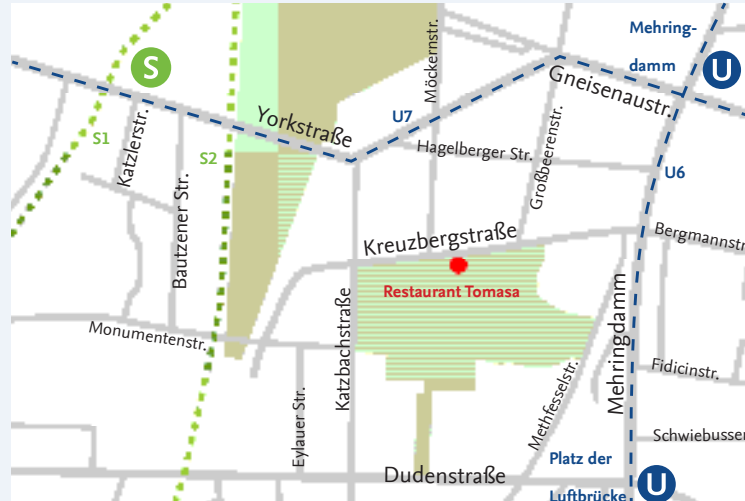 Mehring-
damm
U
S
Möckernstr.
Gneisenaustr.
Yorkstraße
U7
S1
Katzlerstr.
S2
Hagelberger Str.
Großbeerenstr.
U6
Bautzener Str.
Kreuzbergstraße
Bergmannstr
Restaurant Tomasa
Monumentenstr.
Katzbachstraße
Mehringdamm
Methfesselstr.
Fidicinstr.
Eylauer Str.
Schwiebusser
Dudenstraße
Platz der
Luftbrücke
U